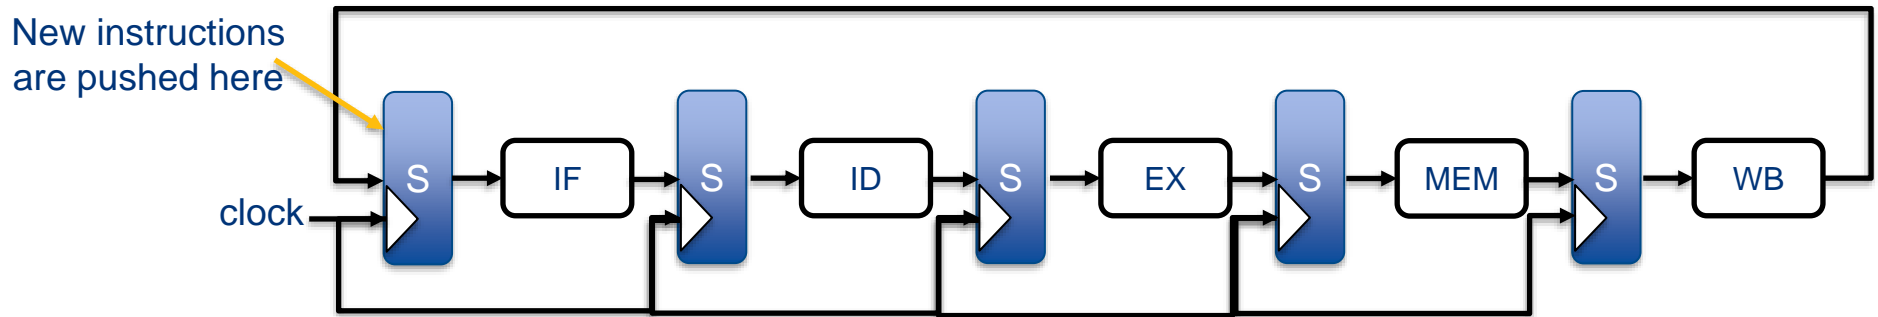 New instructions
are pushed here
S
IF
S
ID
S
EX
S
MEM
S
WB
clock